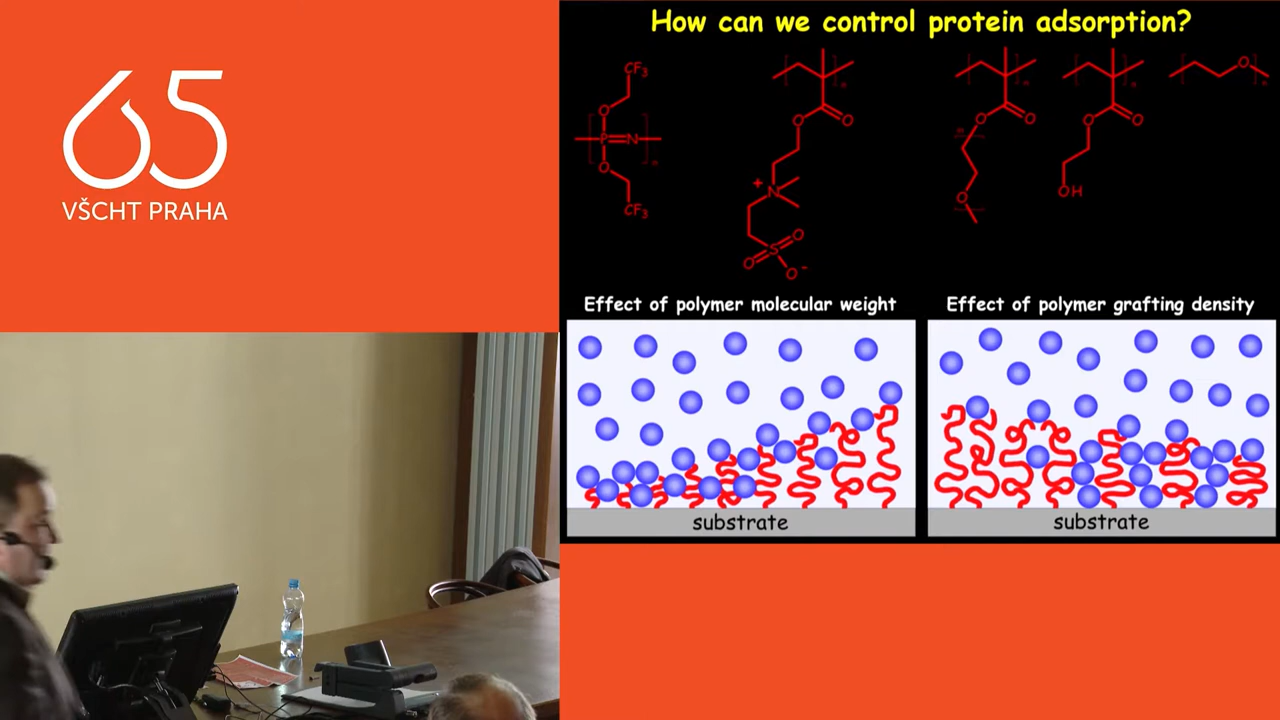 65
VŠCHT PRAHA
How can we control protein adsorption?
CF3
O
P=N
n
O
CF3
n
O
O
+
N
S
O
O
O-
n
O
O
m
O
n
O
O
OH
O
n
Effect of polymer molecular weight
Effect of polymer grafting density
substrate
substrate